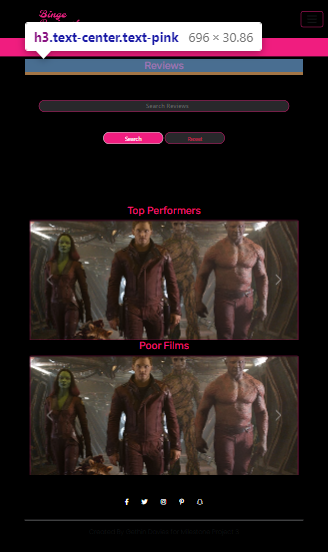 Binge
h3.text-center.text-pink 696 × 30.86
Reviews
Search Reviews
Search Reset
Top Performers
Poor Films